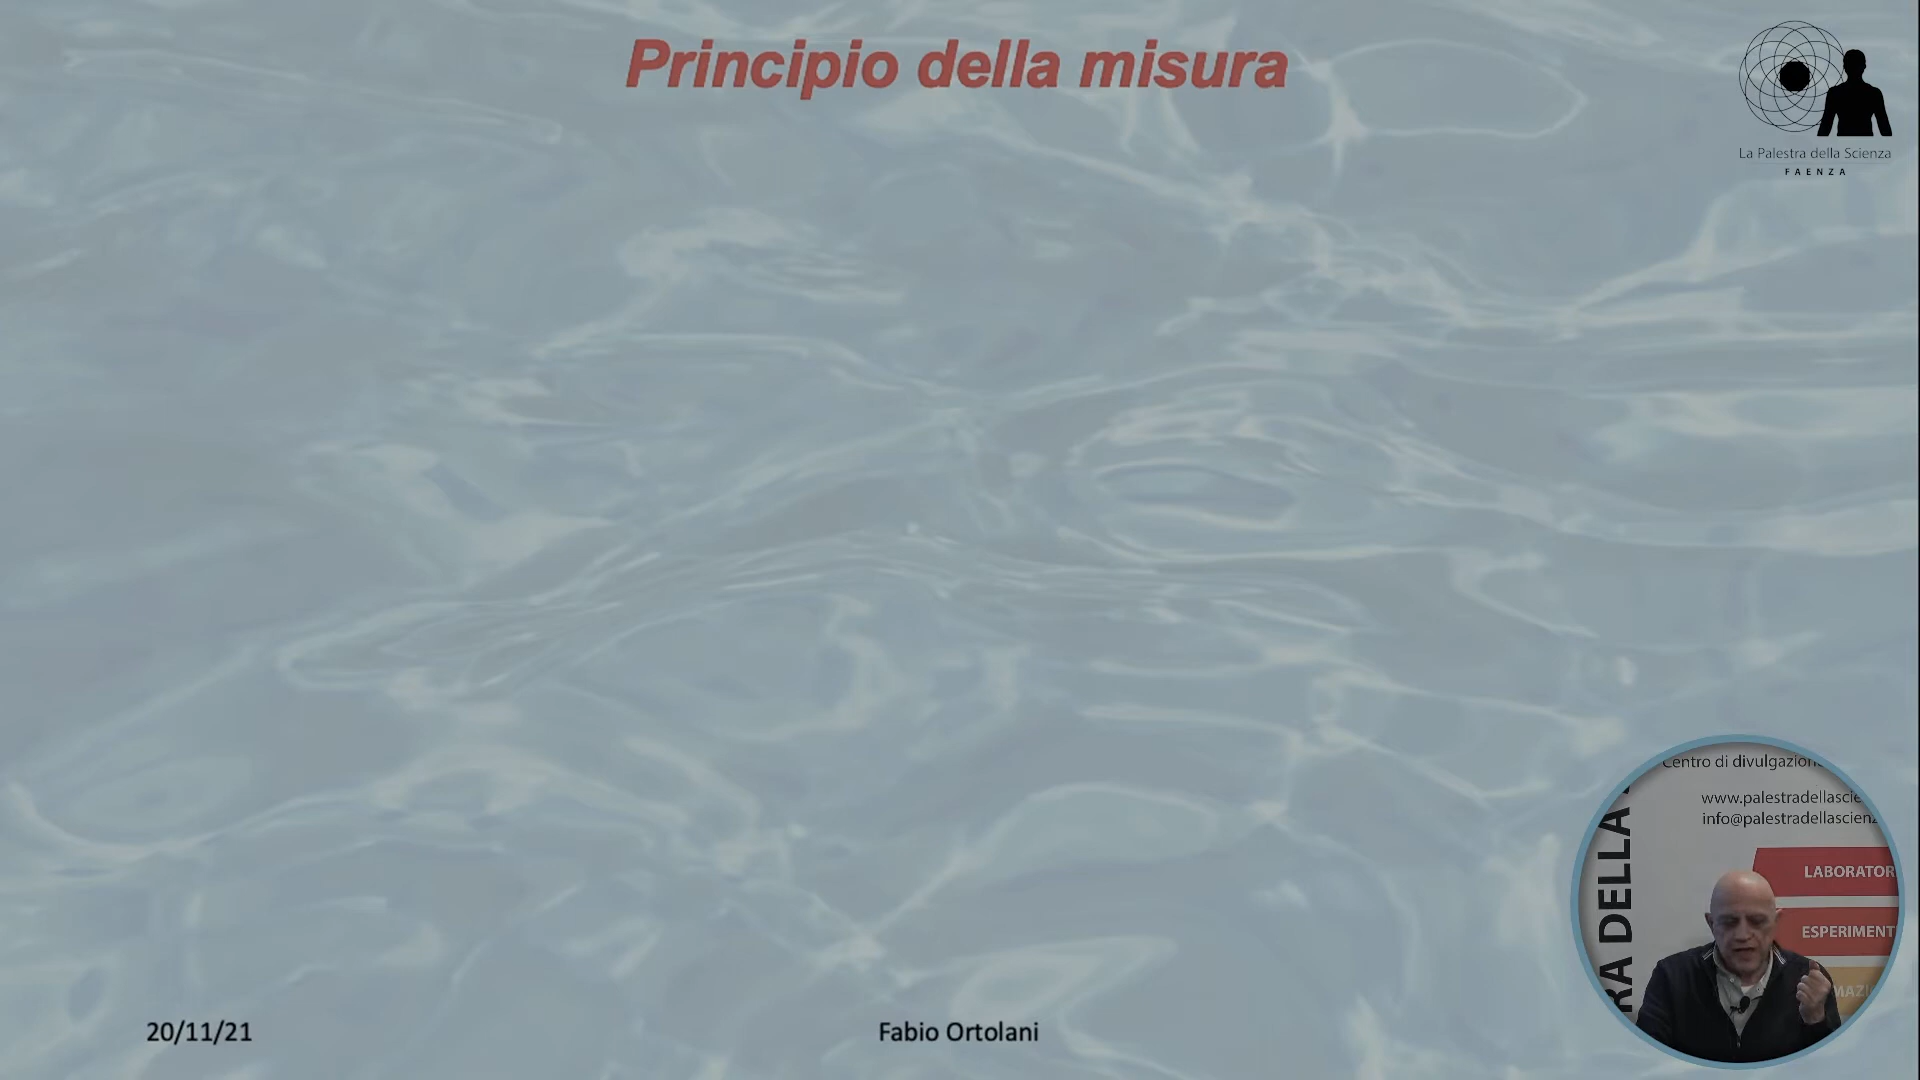 Principio della misura
La Palestra della Scienza
FAENZA
Centro di
www.palestradellascie
info@palestradellascienz
RA DELLA
LABORATOR
ESPERIMENT
MAZI
20/11/21
Fabio Ortolani